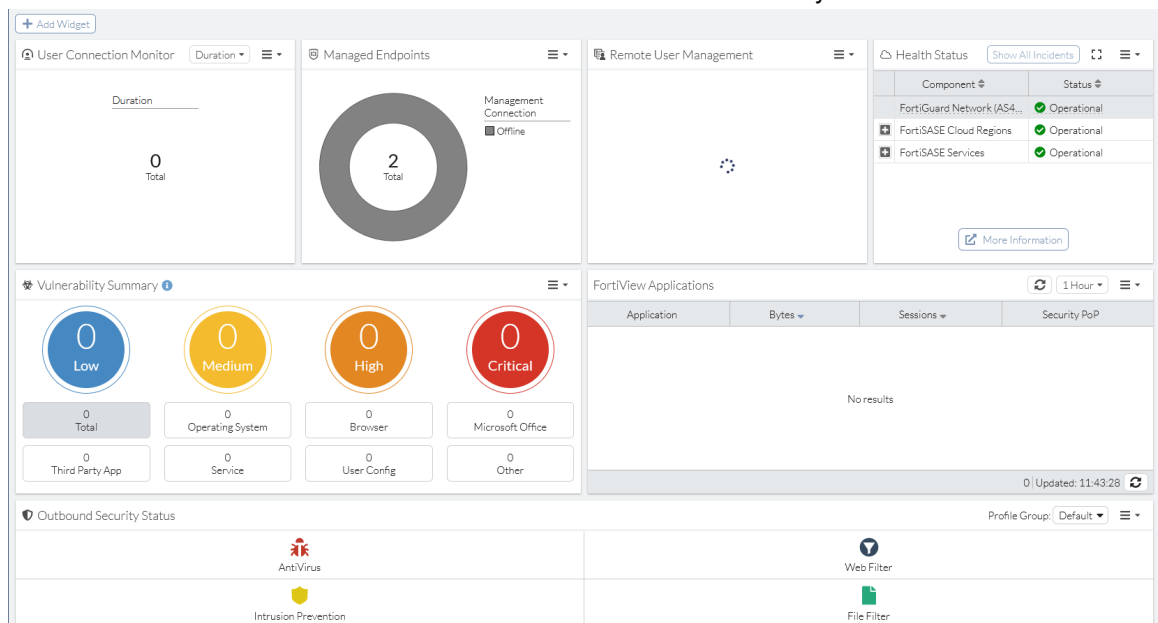 Add Widget
User Connection Monitor
Duration
Duration
0
Total
Managed Endpoints
2
Total
Management
Connection
Offline
Remote User Management
Health Status
Show All Incidents
Component
Status
FortiGuard Network (AS4...
Operational
FortiSASE Cloud Regions
Operational
FortiSASE Services
Operational
More Information
Vulnerability Summary
0
Low
0
Medium
0
High
0
Critical
0
Total
0
Operating System
0
Browser
0
Microsoft Office
0
Third Party App
0
Service
0
User Config
0
Other
FortiView Applications
1 Hour
Application
Bytes
Sessions
Security PoP
No results
0 Updated: 11:43:28
Outbound Security Status
Profile Group: Default
AntiVirus
Web Filter
Intrusion Prevention
File Filter